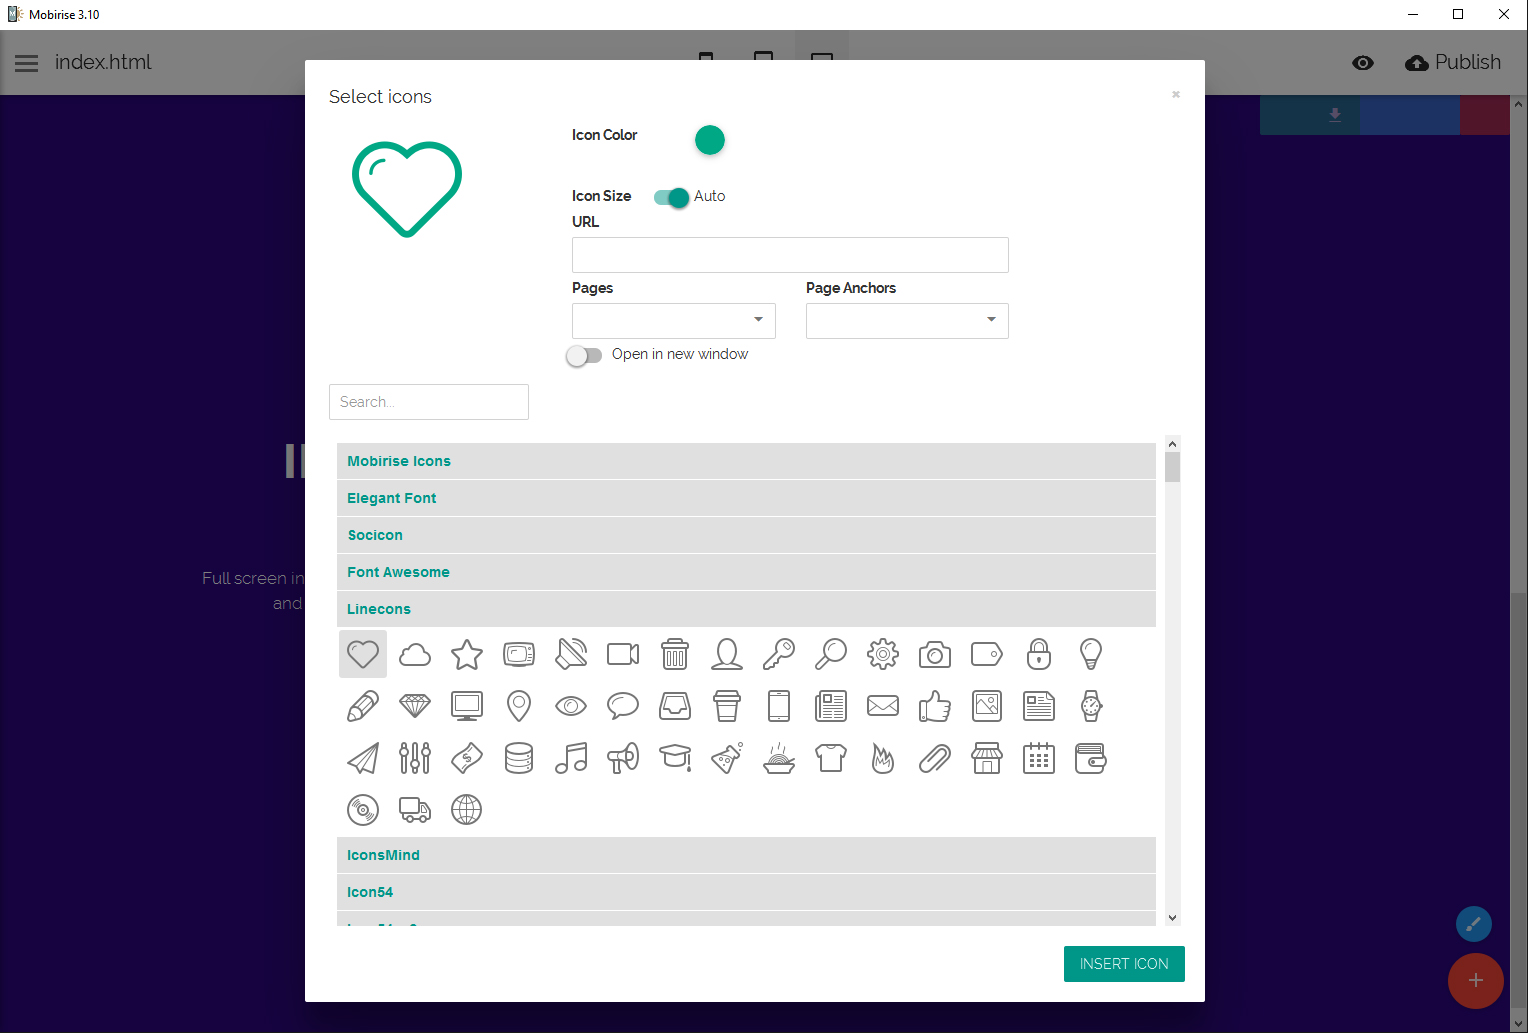 Mobirise 3.10
index.html
Publish
Select icons
Icon Color
Icon Size
Auto
URL
Pages
Page Anchors
Open in new window
Search...
Full screen in
and
Mobirise Icons
Elegant Font
Socicon
Font Awesome
Linecons
IconsMind
Icon54
INSERT ICON